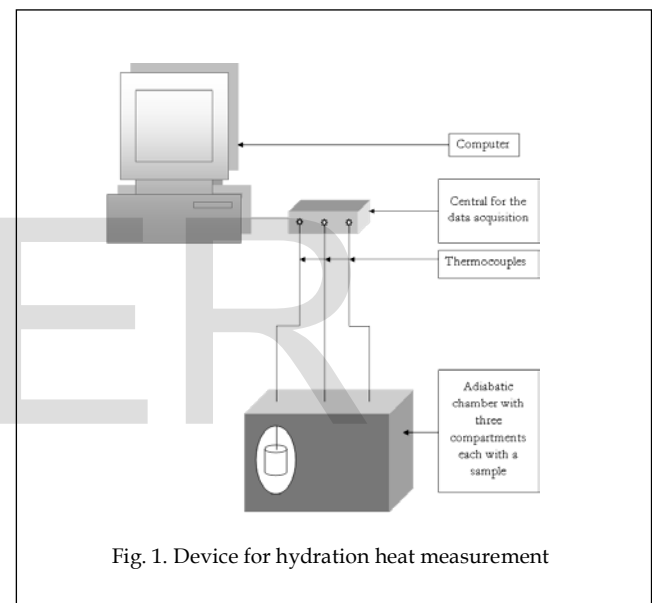 Computer
Central for the
data acquisition
Thermocouples
Adiabatic
chamber with
three
compartments
each with a
sample
ER
Fig. 1. Device for hydration heat measurement